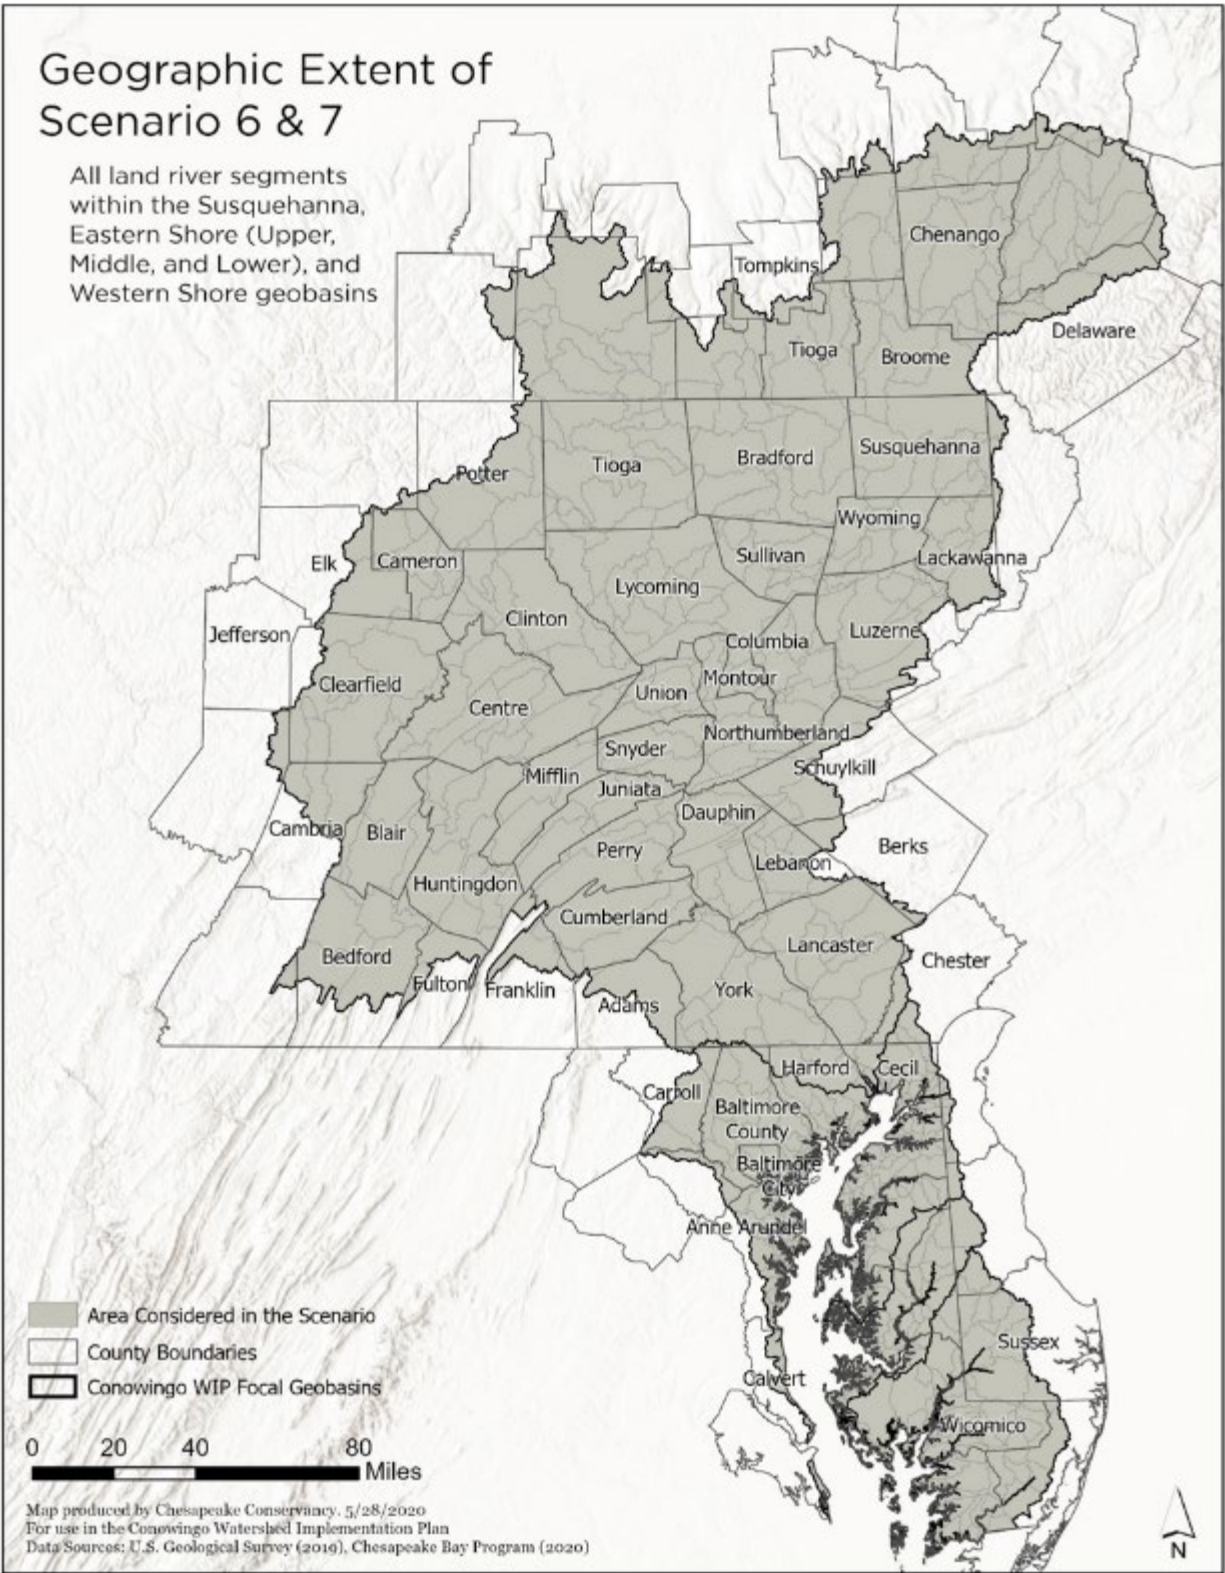 Geographic Extent of
Scenario 6 & 7
All land river segments
within the Susquehanna,
Eastern Shore (Upper,
Middle, and Lower), and
Western Shore geobasins
Chenango
Tompkins
Delaware
Tioga
Broome
Susquehanna
Bradford
Tioga
Potter
Wyoming
Sullivan
Lackawanna
Elk
Cameron
Lycoming
Clinton
Jefferson
Columbia
Luzerne
Clearfield
Montour
Union
Centre
Northumberland
Snyder
Schuylkill
Mifflin
Juniata
Dauphin
Cambria
Blair
Perry
Berks
Lebanon
Huntingdon
Cumberland
Lancaster
Bedford
Chester
Fulton
Franklin
York
Adams
Harford
Cecil
Carroll
Baltimore
County
Baltimore
City
Anne Arundel
Sussex
Calvert
Wicomico
Area Considered in the Scenario
County Boundaries
Conowingo WIP Focal Geobasins
0 20 40 80
Miles
Map produced by Chesapeake Conservancy. 5/28/2020
For use in the Conowingo Watershed Implementation Plan
Data Sources: U.S. Geological Survey (2019), Chesapeake Bay Program (2020)
N